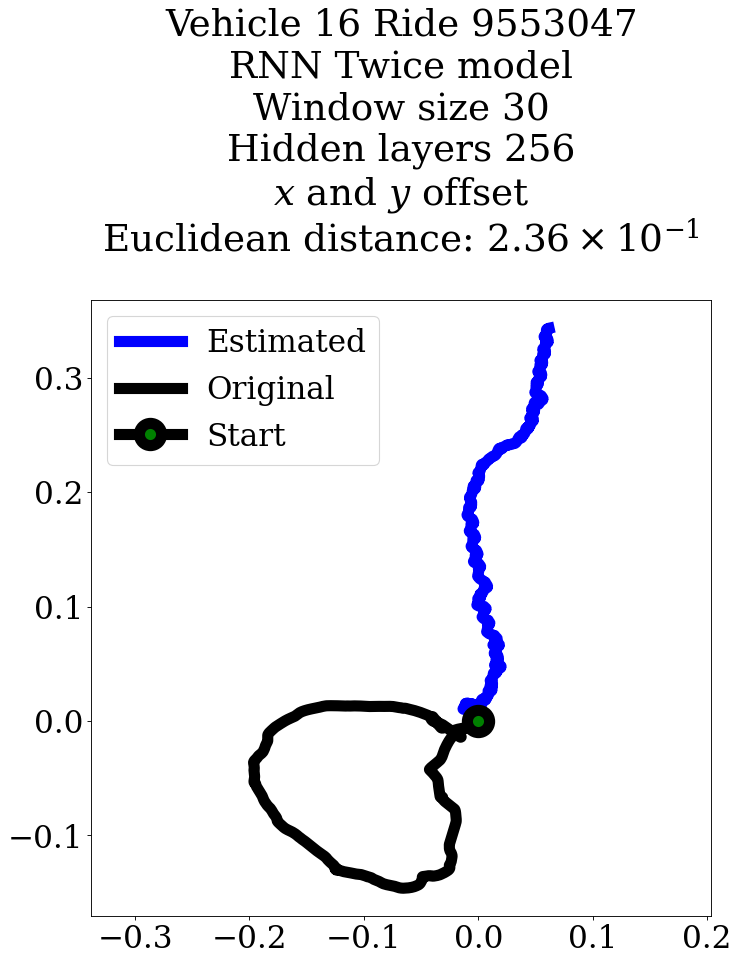 Vehicle 16 Ride 9553047
RNN Twice model
Window size 30
Hidden layers 256
x and y offset
Euclidean distance: 2.36 × 10⁻¹
Estimated
Original
Start
0.3
0.2
0.1
0.0
−0.1
−0.3 −0.2 −0.1 0.0 0.1 0.2